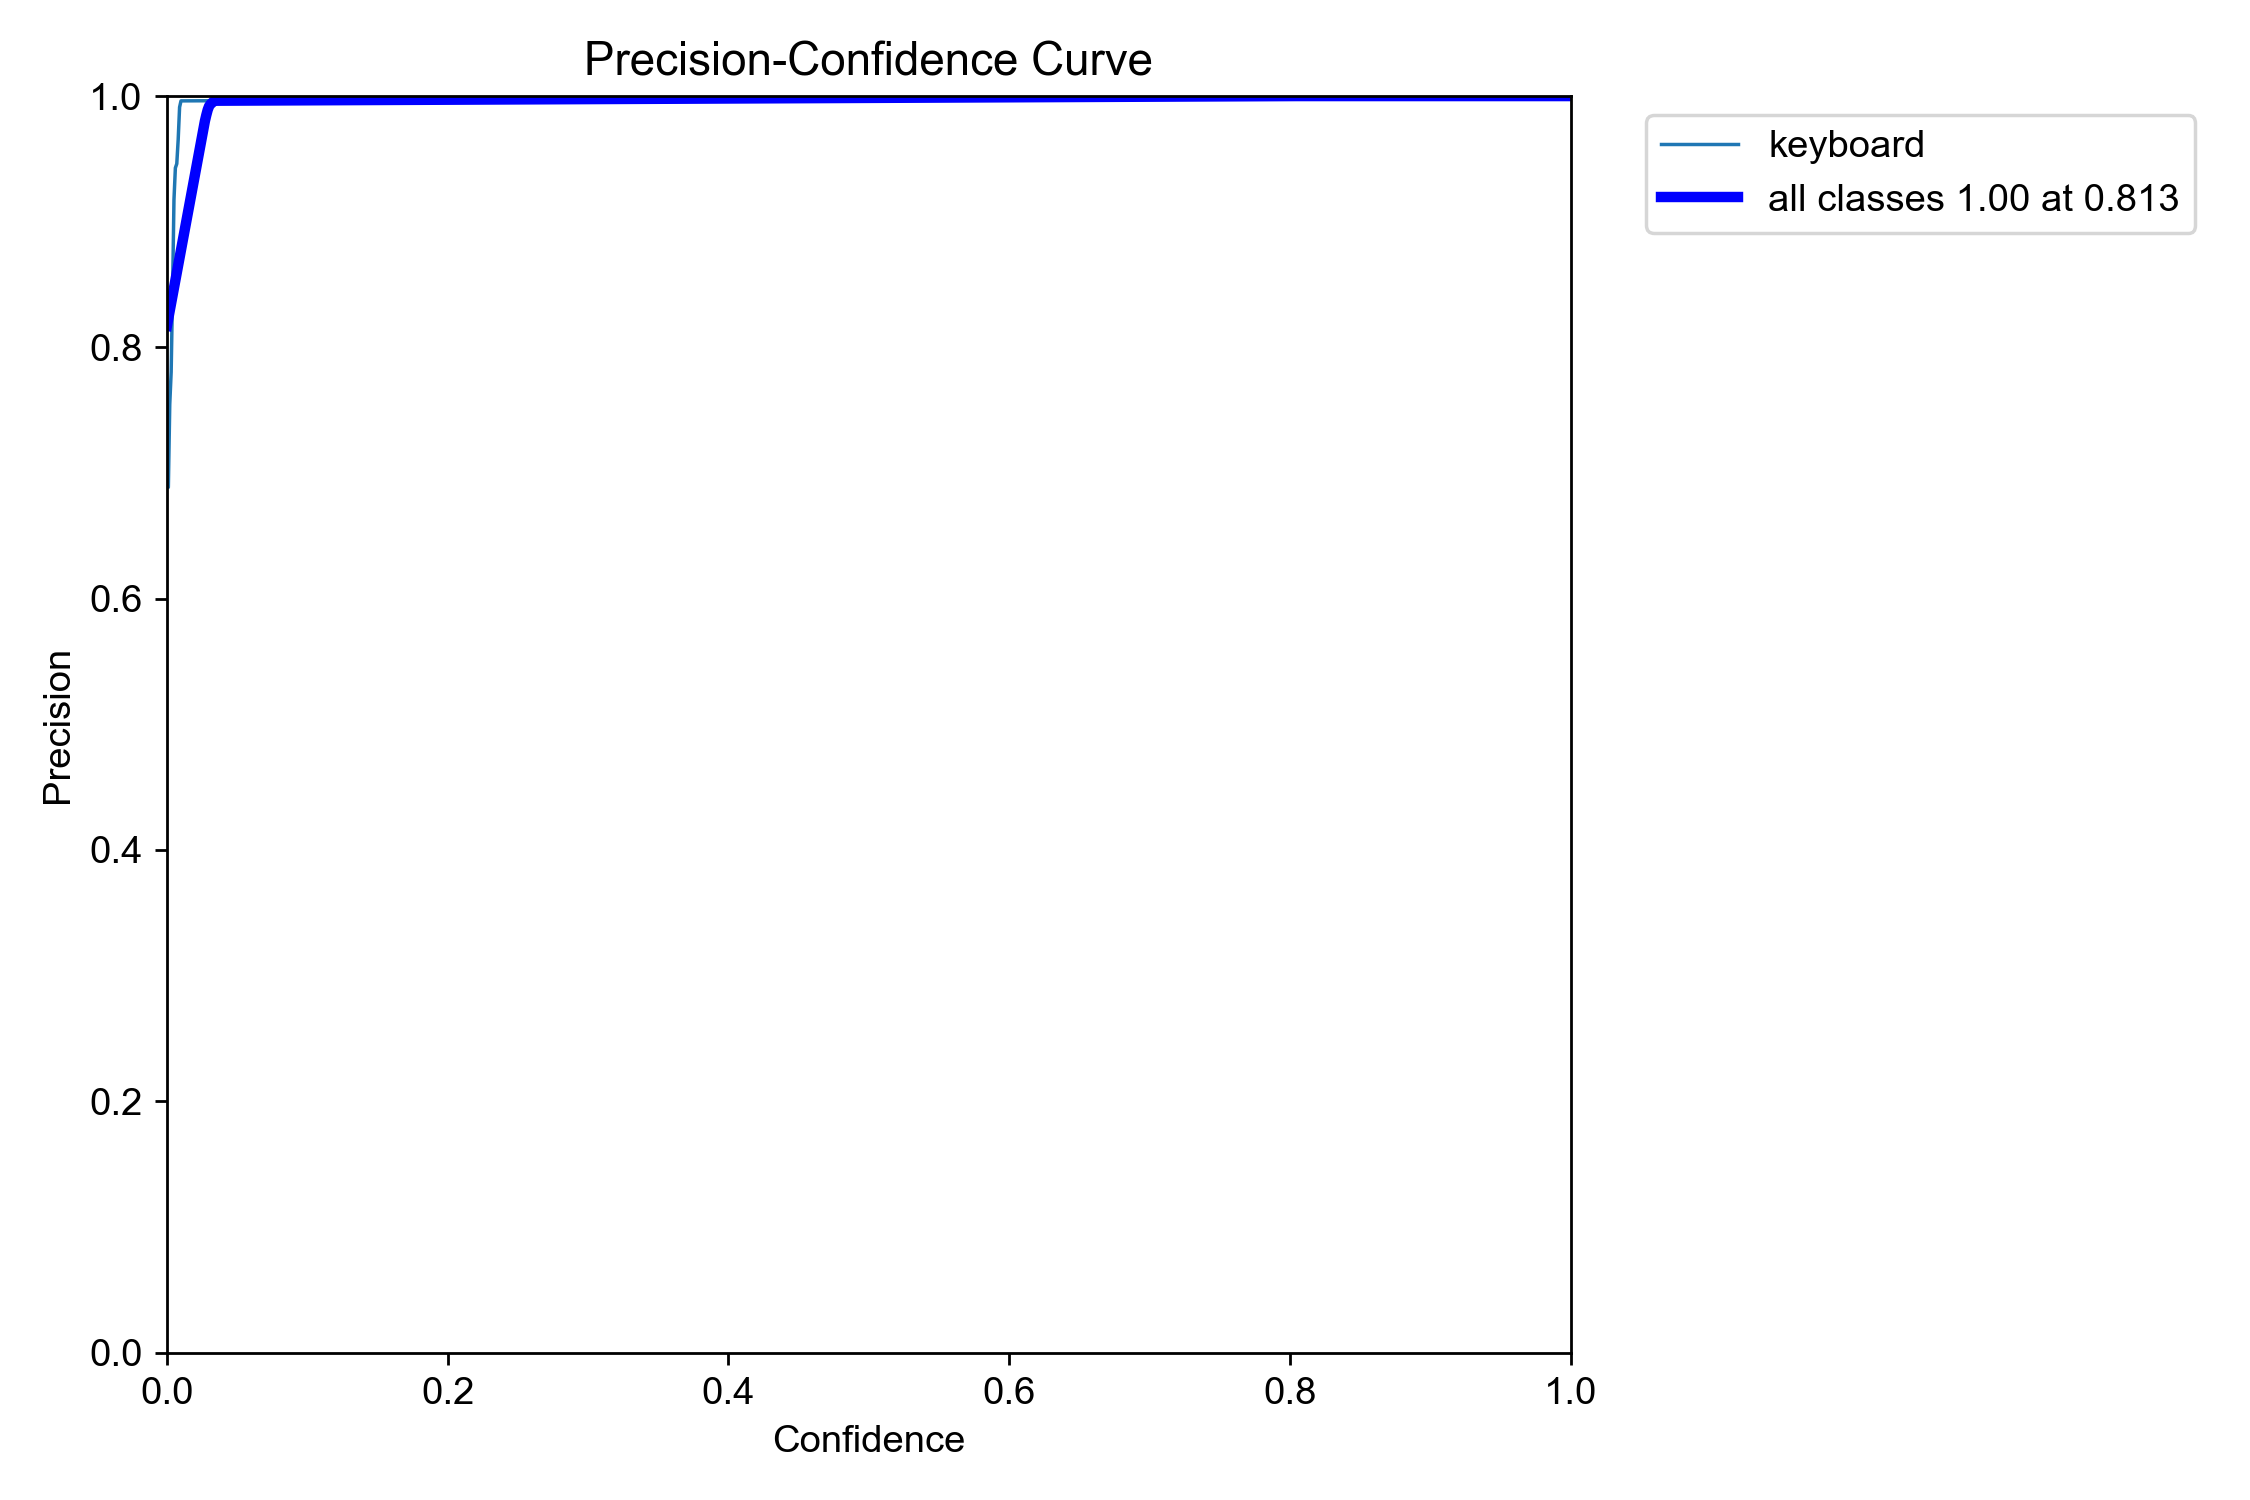 Precision-Confidence Curve
keyboard
all classes 1.00 at 0.813
1.0
0.8
0.6
0.4
0.2
0.0
Precision
0.0 0.2 0.4 0.6 0.8 1.0
Confidence